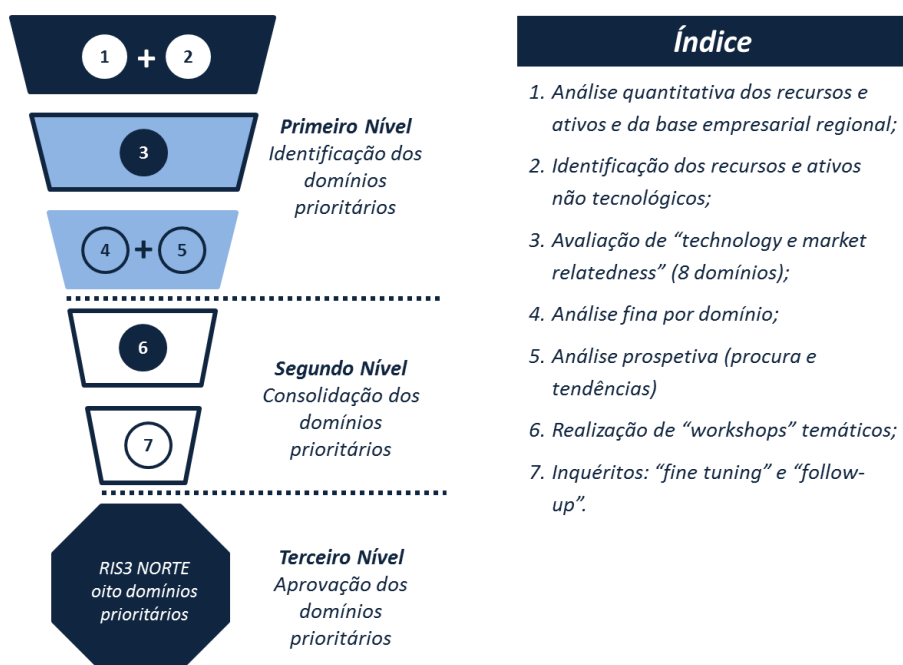 1 + 2
3
4 + 5
Primeiro Nível
Identificação dos
domínios
prioritários
6
7
Segundo Nível
Consolidação dos
domínios
prioritários
RIS3 NORTE
oito domínios
prioritários
Terceiro Nível
Aprovação dos
domínios
prioritários
Índice
1. Análise quantitativa dos recursos e
ativos e da base empresarial regional;
2. Identificação dos recursos e ativos
não tecnológicos;
3. Avaliação de “technology e market
relatedness” (8 domínios);
4. Análise fina por domínio;
5. Análise prospetiva (procura e
tendências)
6. Realização de “workshops” temáticos;
7. Inquéritos: “fine tuning” e “follow-
up”.